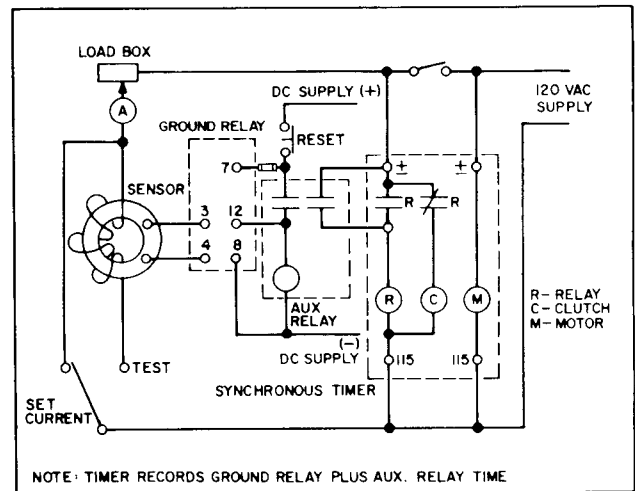 LOAD BOX
A
DC SUPPLY (+)
120 VAC
SUPPLY
GROUND RELAY
RESET
7
SENSOR
3
12
4
8
±
±
R
R
R
C
M
AUX
RELAY
(-)
DC SUPPLY
R- RELAY
C- CLUTCH
M- MOTOR
TEST
115
115
SET
CURRENT
SYNCHRONOUS TIMER
NOTE: TIMER RECORDS GROUND RELAY PLUS AUX. RELAY TIME